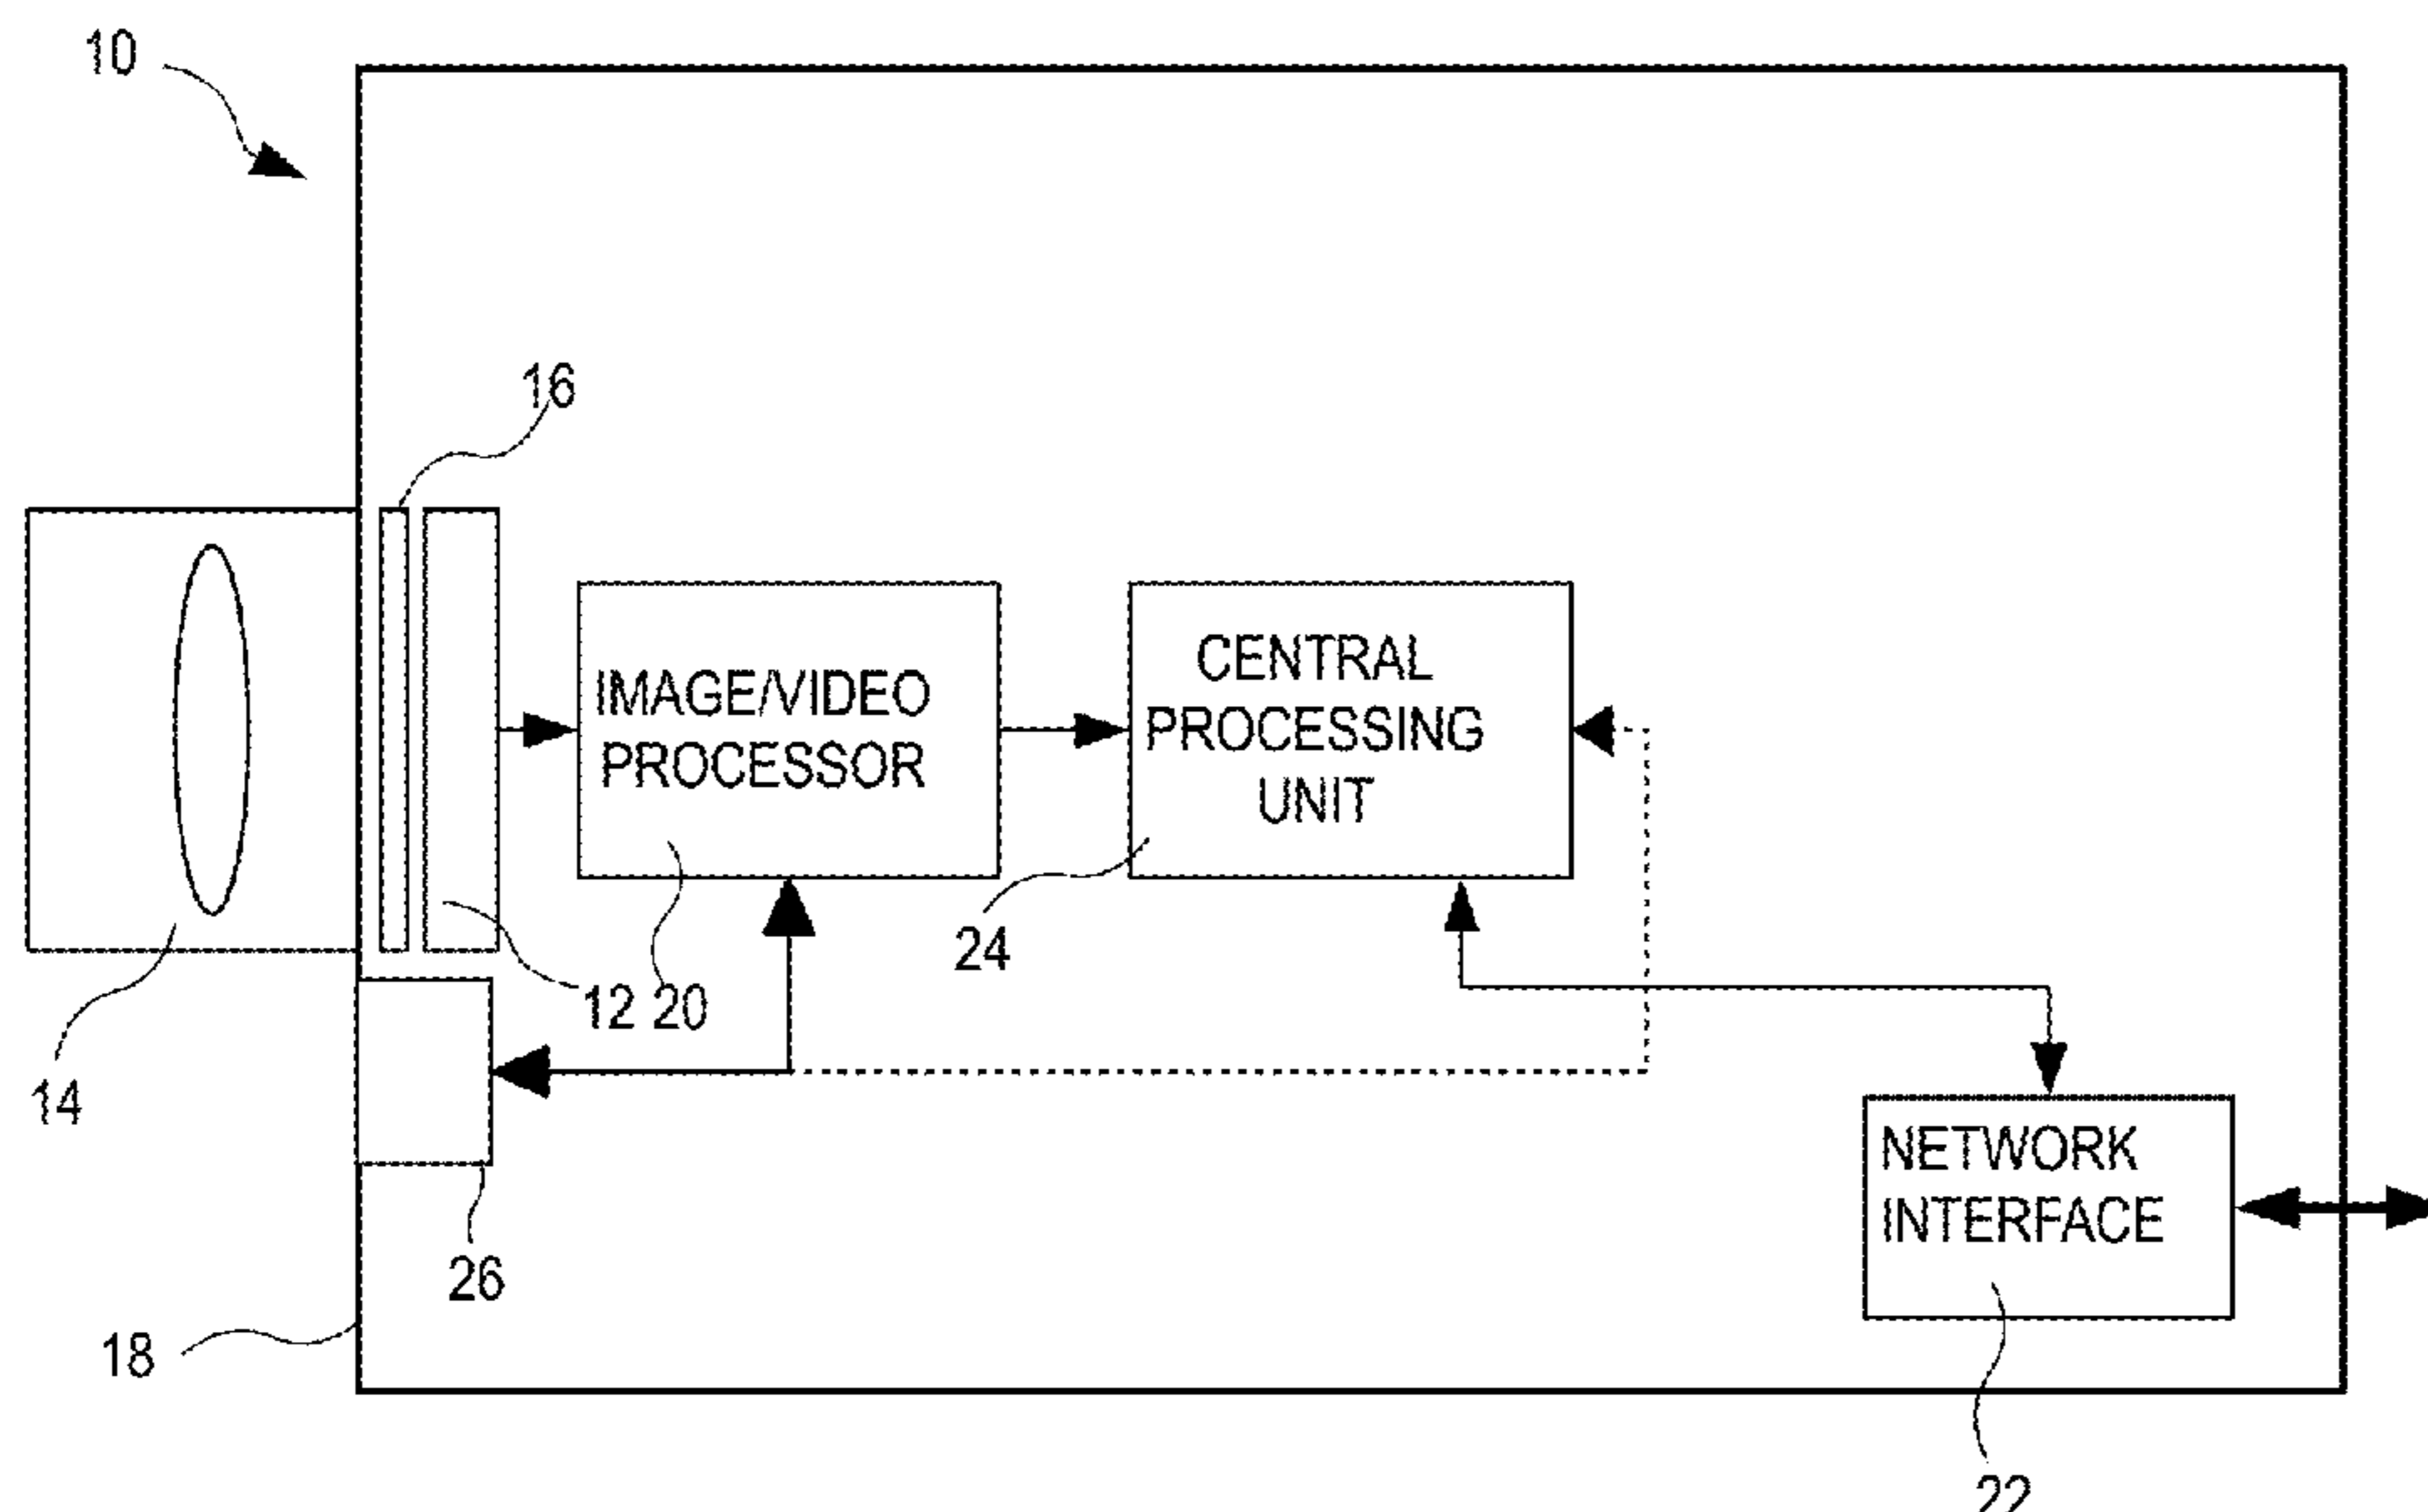 10
16
IMAGE/VIDEO
PROCESSOR
CENTRAL
PROCESSING
UNIT
24
12 20
14
NETWORK
INTERFACE
26
18
22